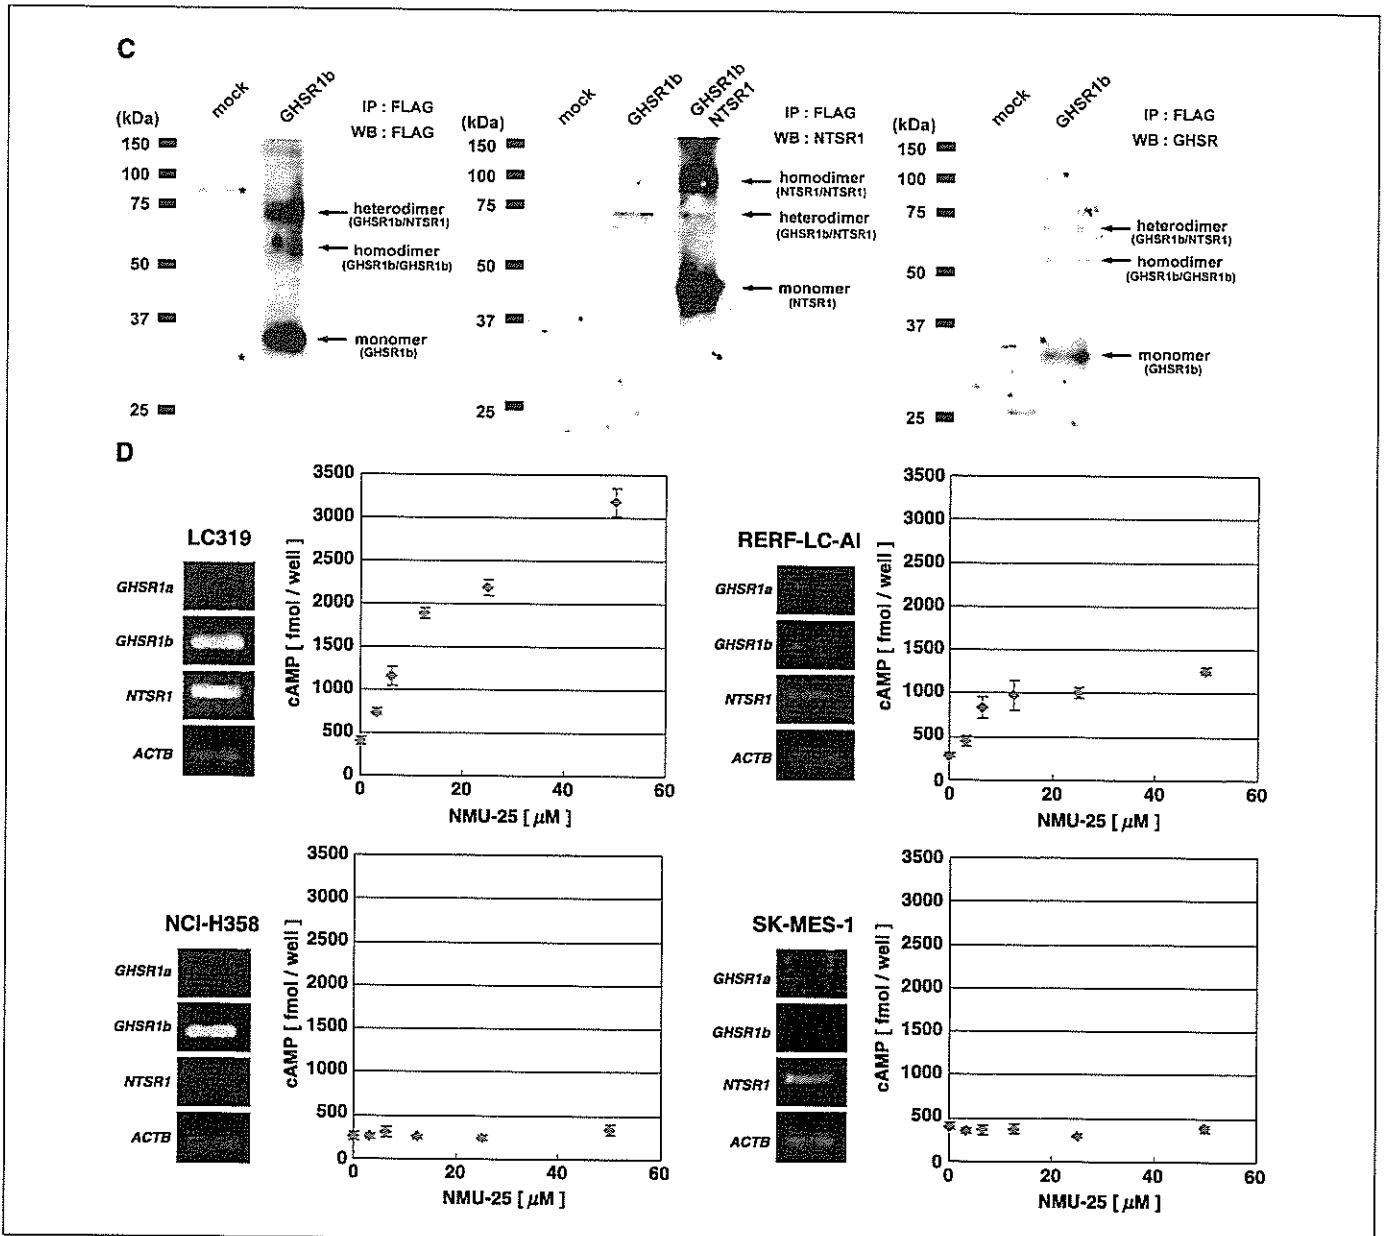 C
(kDa)
mock
GHSR1b
IP : FLAG
WB : FLAG
150
100
75
50
37
25
*
*
heterodimer
(GHSR1b/NTSR1)
homodimer
(GHSR1b/GHSR1b)
monomer
(GHSR1b)
(kDa)
mock
GHSR1b
GHSR1b
NTSR1
IP : FLAG
WB : NTSR1
150
100
75
50
37
25
homodimer
(NTSR1/NTSR1)
heterodimer
(GHSR1b/NTSR1)
monomer
(NTSR1)
(kDa)
mock
GHSR1b
IP : FLAG
WB : GHSR
150
100
75
50
37
25
heterodimer
(GHSR1b/NTSR1)
homodimer
(GHSR1b/GHSR1b)
monomer
(GHSR1b)
D
LC319
GHSR1a
GHSR1b
NTSR1
ACTB
cAMP [ fmol / well ]
3500
3000
2500
2000
1500
1000
500
0
0 20 40 60
NMU-25 [ μM ]
RERF-LC-AI
GHSR1a
GHSR1b
NTSR1
ACTB
cAMP [ fmol / well ]
3500
3000
2500
2000
1500
1000
500
0
0 20 40 60
NMU-25 [ μM ]
NCI-H358
GHSR1a
GHSR1b
NTSR1
ACTB
cAMP [ fmol / well ]
3500
3000
2500
2000
1500
1000
500
0
0 20 40 60
NMU-25 [ μM ]
SK-MES-1
GHSR1a
GHSR1b
NTSR1
ACTB
cAMP [ fmol / well ]
3500
3000
2500
2000
1500
1000
500
0
0 20 40 60
NMU-25 [ μM ]